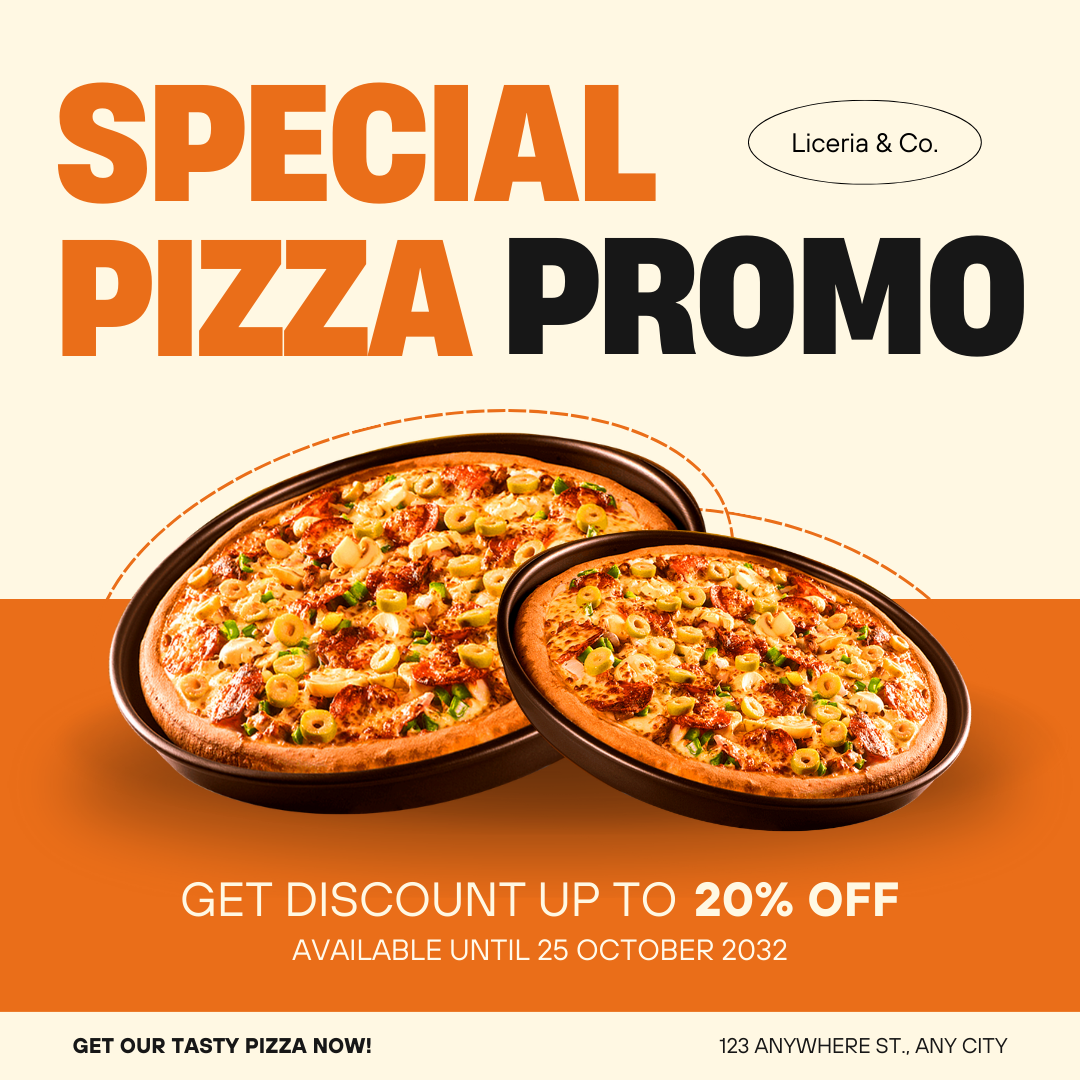 SPECIAL
Liceria & Co.
PIZZA PROMO
GET DISCOUNT UP TO 20% OFF
AVAILABLE UNTIL 25 OCTOBER 2032
GET OUR TASTY PIZZA NOW!
123 ANYWHERE ST., ANY CITY